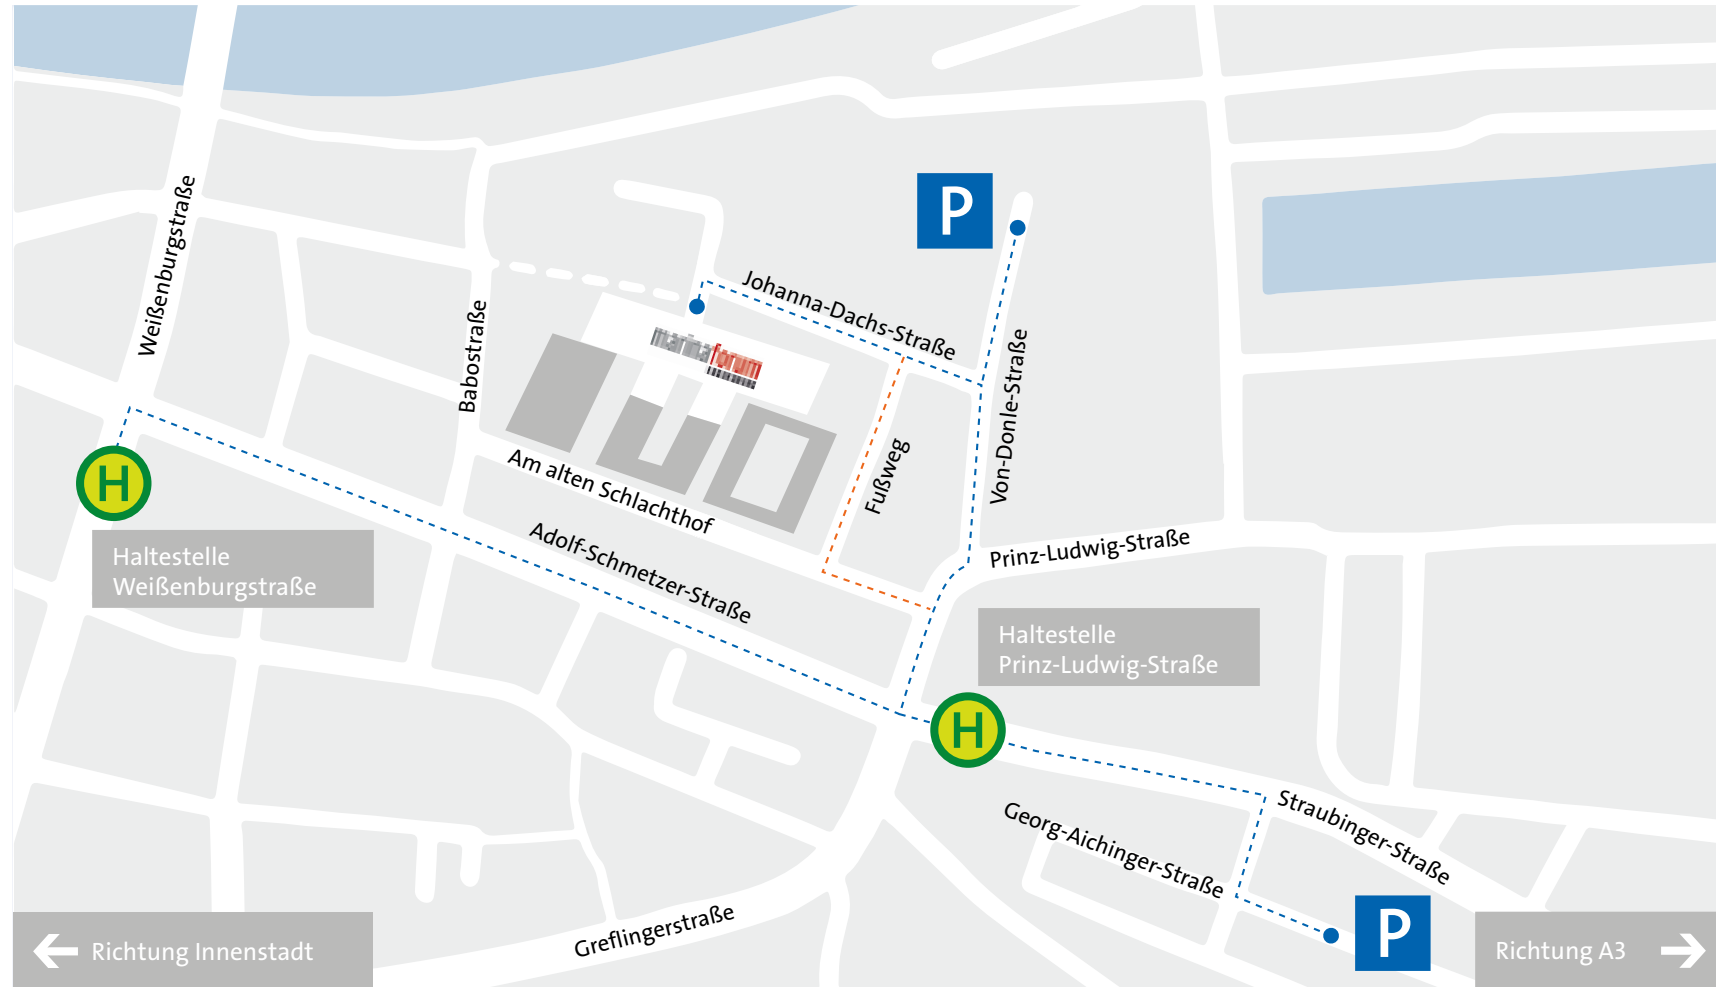 P
Weißenburgstraße
Johanna-Dachs-Straße
Babostraße
forum
Von-Donle-Straße
Fußweg
Am alten Schlachthof
H
Haltestelle
Weißenburgstraße
Adolf-Schmetzer-Straße
Prinz-Ludwig-Straße
Haltestelle
Prinz-Ludwig-Straße
H
Georg-Aichinger-Straße
Straubinger-Straße
Greflingerstraße
P
Richtung Innenstadt
Richtung A3